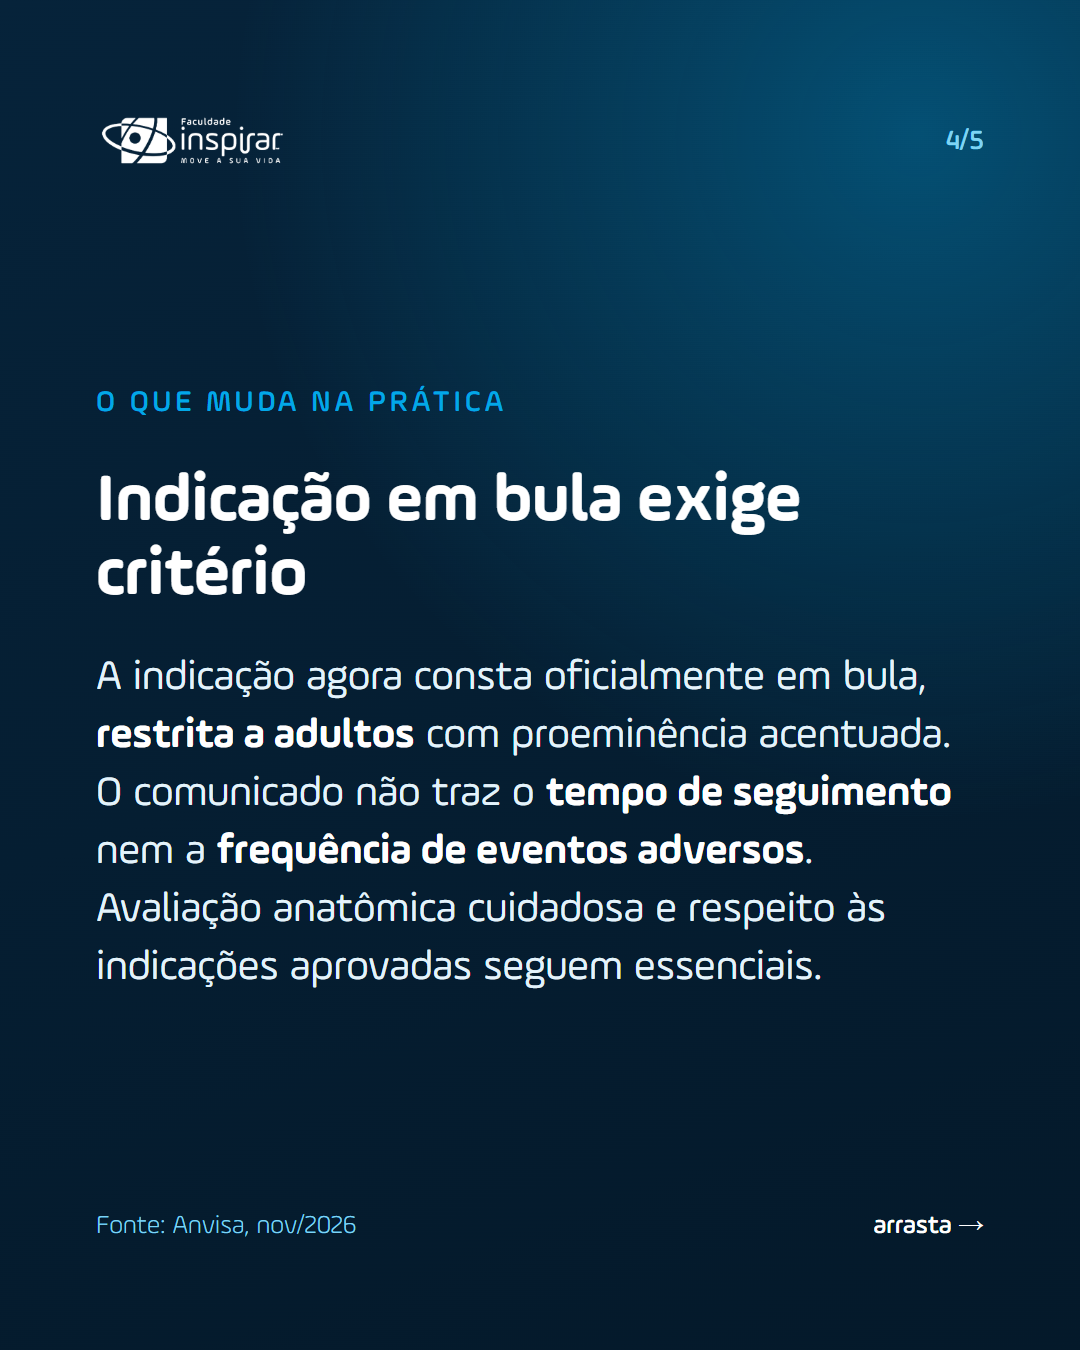 Faculdade
inspirar
MOVE A SUA VIDA
4/5
O QUE MUDA NA PRÁTICA
Indicação em bula exige
critério
A indicação agora consta oficialmente em bula,
restrita a adultos com proeminência acentuada.
O comunicado não traz o tempo de seguimento
nem a frequência de eventos adversos.
Avaliação anatômica cuidadosa e respeito às
indicações aprovadas seguem essenciais.
Fonte: Anvisa, nov/2026
arrasta →